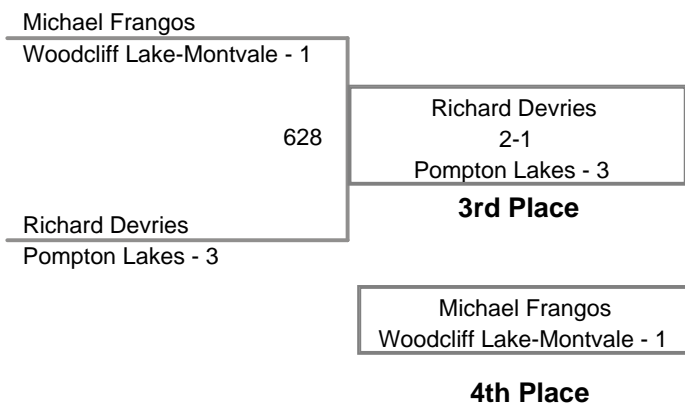 Michael Frangos
Woodcliff Lake-Montvale - 1
628
Richard Devries
2-1
Pompton Lakes - 3
3rd Place
Richard Devries
Pompton Lakes - 3
Michael Frangos
Woodcliff Lake-Montvale - 1
4th Place